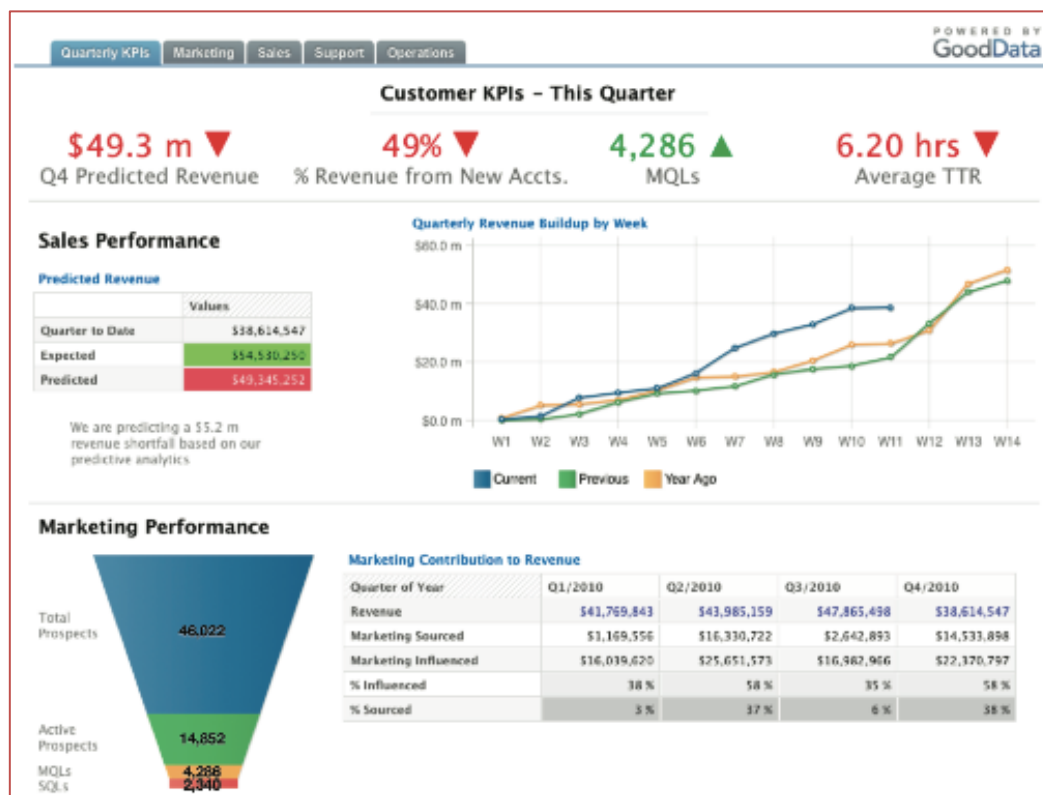 POWERED BY
GoodData
Quarterly KPIs Marketing Sales Support Operations
Customer KPIs – This Quarter
$49.3 m ▼ 49% ▼ 4,286 ▲ 6.20 hrs ▼
Q4 Predicted Revenue % Revenue from New Accts. MQLs Average TTR
Sales Performance
Predicted Revenue
Values
Quarter to Date $38,614,547
Expected $54,530,250
Predicted $49,345,252
We are predicting a $5.2 m
revenue shortfall based on our
predictive analytics
Quarterly Revenue Buildup by Week
$60.0 m
$40.0 m
$20.0 m
$0.0 m
W1 W2 W3 W4 W5 W6 W7 W8 W9 W10 W11 W12 W13 W14
Current Previous Year Ago
Marketing Performance
Total
Prospects
46,022
Active
Prospects
14,852
MQLs 4,286
SQLs 2,340
Marketing Contribution to Revenue
Quarter of Year Q1/2010 Q2/2010 Q3/2010 Q4/2010
Revenue $41,769,843 $43,985,159 $47,865,498 $38,614,547
Marketing Sourced $1,169,556 $16,330,722 $2,642,893 $14,533,898
Marketing Influenced $16,039,620 $25,651,573 $16,982,966 $22,370,797
% Influenced 38 % 58 % 35 % 58 %
% Sourced 3 % 37 % 6 % 38 %